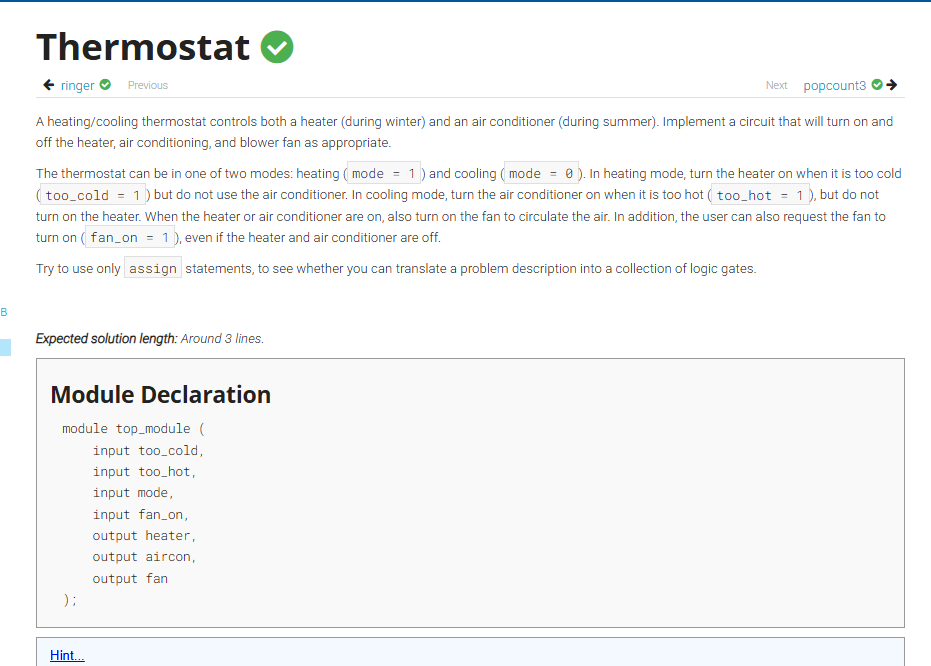 Thermostat
ringer Previous Next popcount3
A heating/cooling thermostat controls both a heater (during winter) and an air conditioner (during summer). Implement a circuit that will turn on and
off the heater, air conditioning, and blower fan as appropriate.
The thermostat can be in one of two modes: heating (mode = 1) and cooling (mode = 0). In heating mode, turn the heater on when it is too cold
(too_cold = 1) but do not use the air conditioner. In cooling mode, turn the air conditioner on when it is too hot (too_hot = 1), but do not
turn on the heater. When the heater or air conditioner are on, also turn on the fan to circulate the air. In addition, the user can also request the fan to
turn on (fan_on = 1), even if the heater and air conditioner are off.
Try to use only assign statements, to see whether you can translate a problem description into a collection of logic gates.
B
Expected solution length: Around 3 lines.
Module Declaration
module top_module (
    input too_cold,
    input too_hot,
    input mode,
    input fan_on,
    output heater,
    output aircon,
    output fan
);
Hint...